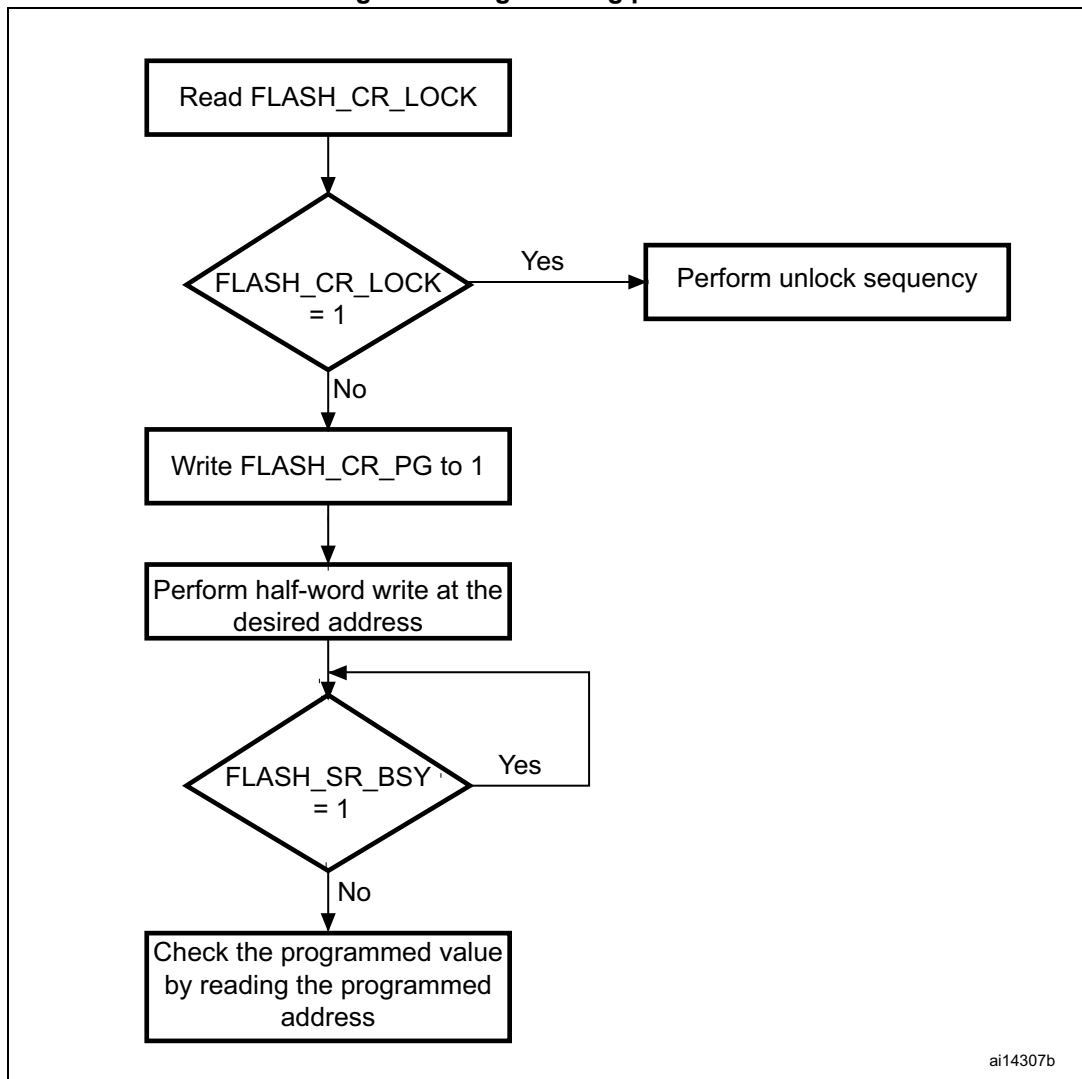 Read FLASH_CR_LOCK
FLASH_CR_LOCK
= 1
Yes
Perform unlock sequency
No
Write FLASH_CR_PG to 1
Perform half-word write at the
desired address
FLASH_SR_BSY
= 1
Yes
No
Check the programmed value
by reading the programmed
address
ai14307b